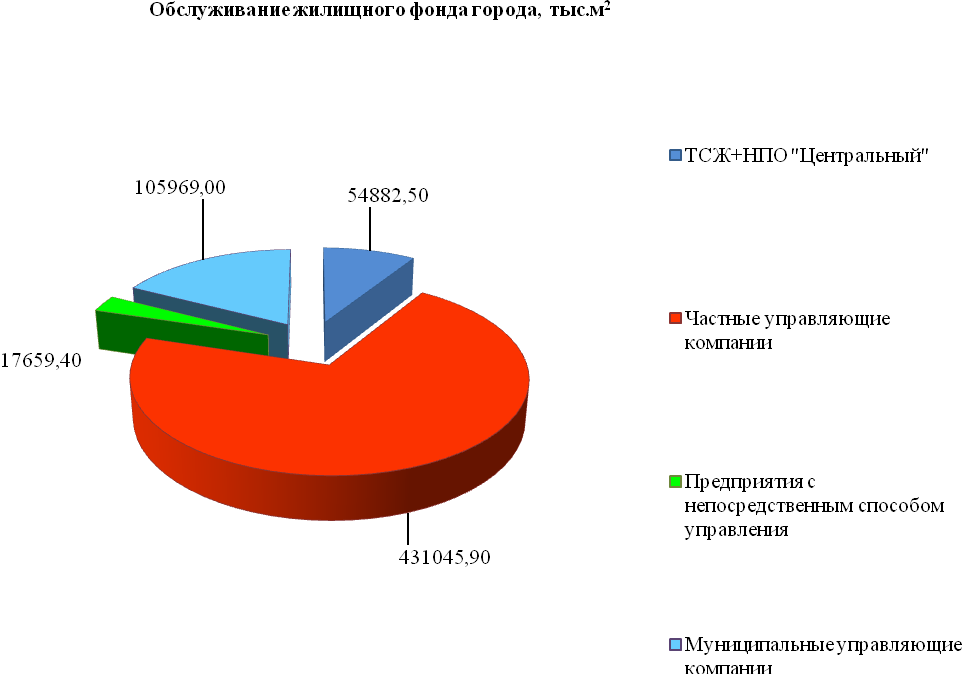 Обслуживание жилищного фонда города, тыс.м²
105969,00
54882,50
17659,40
431045,90
ТСЖ+НПО "Центральный"
Частные управляющие
компании
Предприятия с
непосредственным способом
управления
Муниципальные управляющие
компании